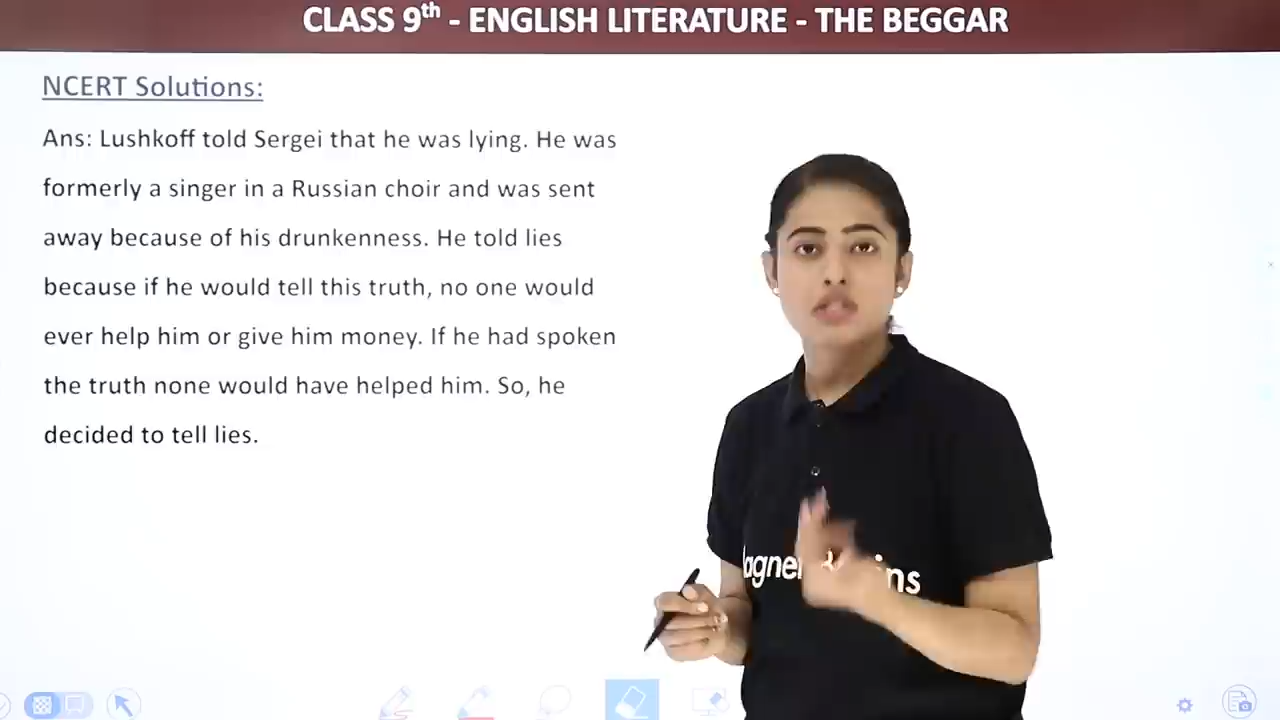 CLASS 9th - ENGLISH LITERATURE - THE BEGGAR
NCERT Solutions:
Ans: Lushkoff told Sergei that he was lying. He was
formerly a singer in a Russian choir and was sent
away because of his drunkenness. He told lies
because if he would tell this truth, no one would
ever help him or give him money. If he had spoken
the truth none would have helped him. So, he
decided to tell lies.